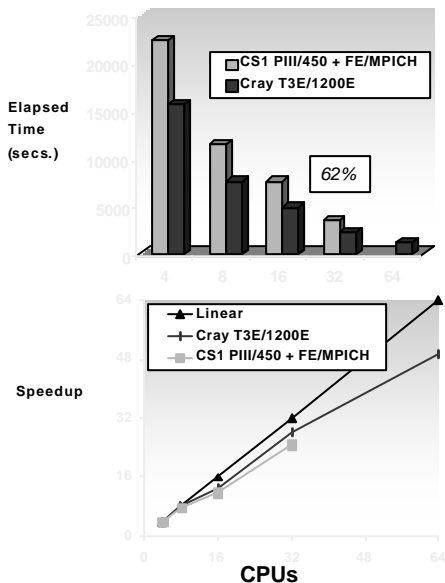 25000
CS1 PIII/450 + FE/MPICH
20000
Cray T3E/1200E
Elapsed
Time
(secs.)
15000
10000
62%
5000
0
4 8 16 32 64
64
Linear
Cray T3E/1200E
CS1 PIII/450 + FE/MPICH
48
Speedup
32
16
0
0 16 32 64
CPUs